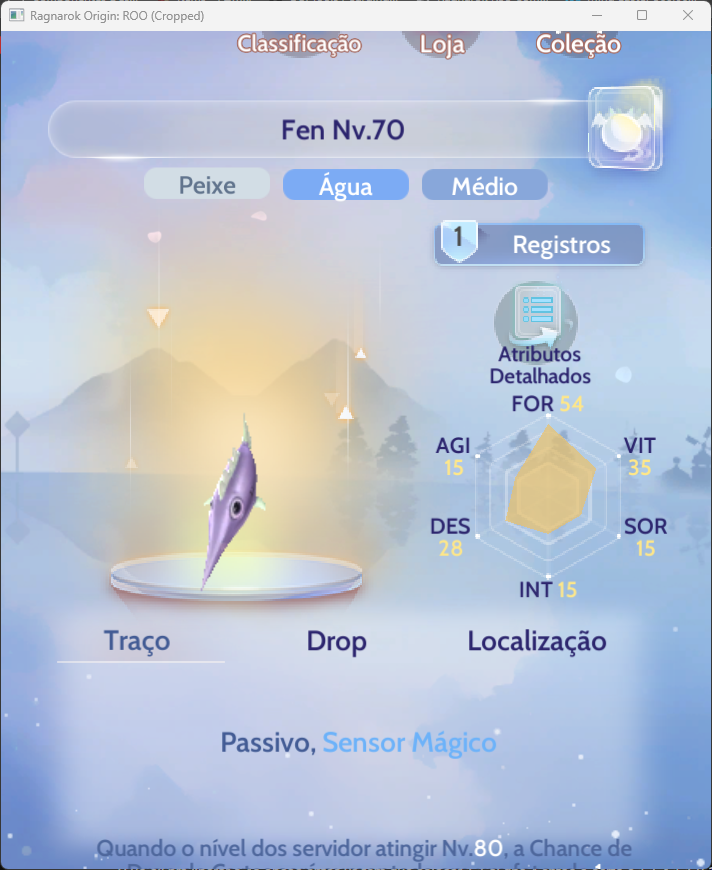 Ragnarok Origin: ROO (Cropped)
Classificação
Loja
Coleção
Fen Nv.70
Peixe
Água
Médio
1
Registros
Atributos
Detalhados
FOR 54
AGI
15
VIT
35
DES
28
SOR
15
INT 15
Traço
Drop
Localização
Passivo, Sensor Mágico
Quando o nível dos servidor atingir Nv.80, a Chance de